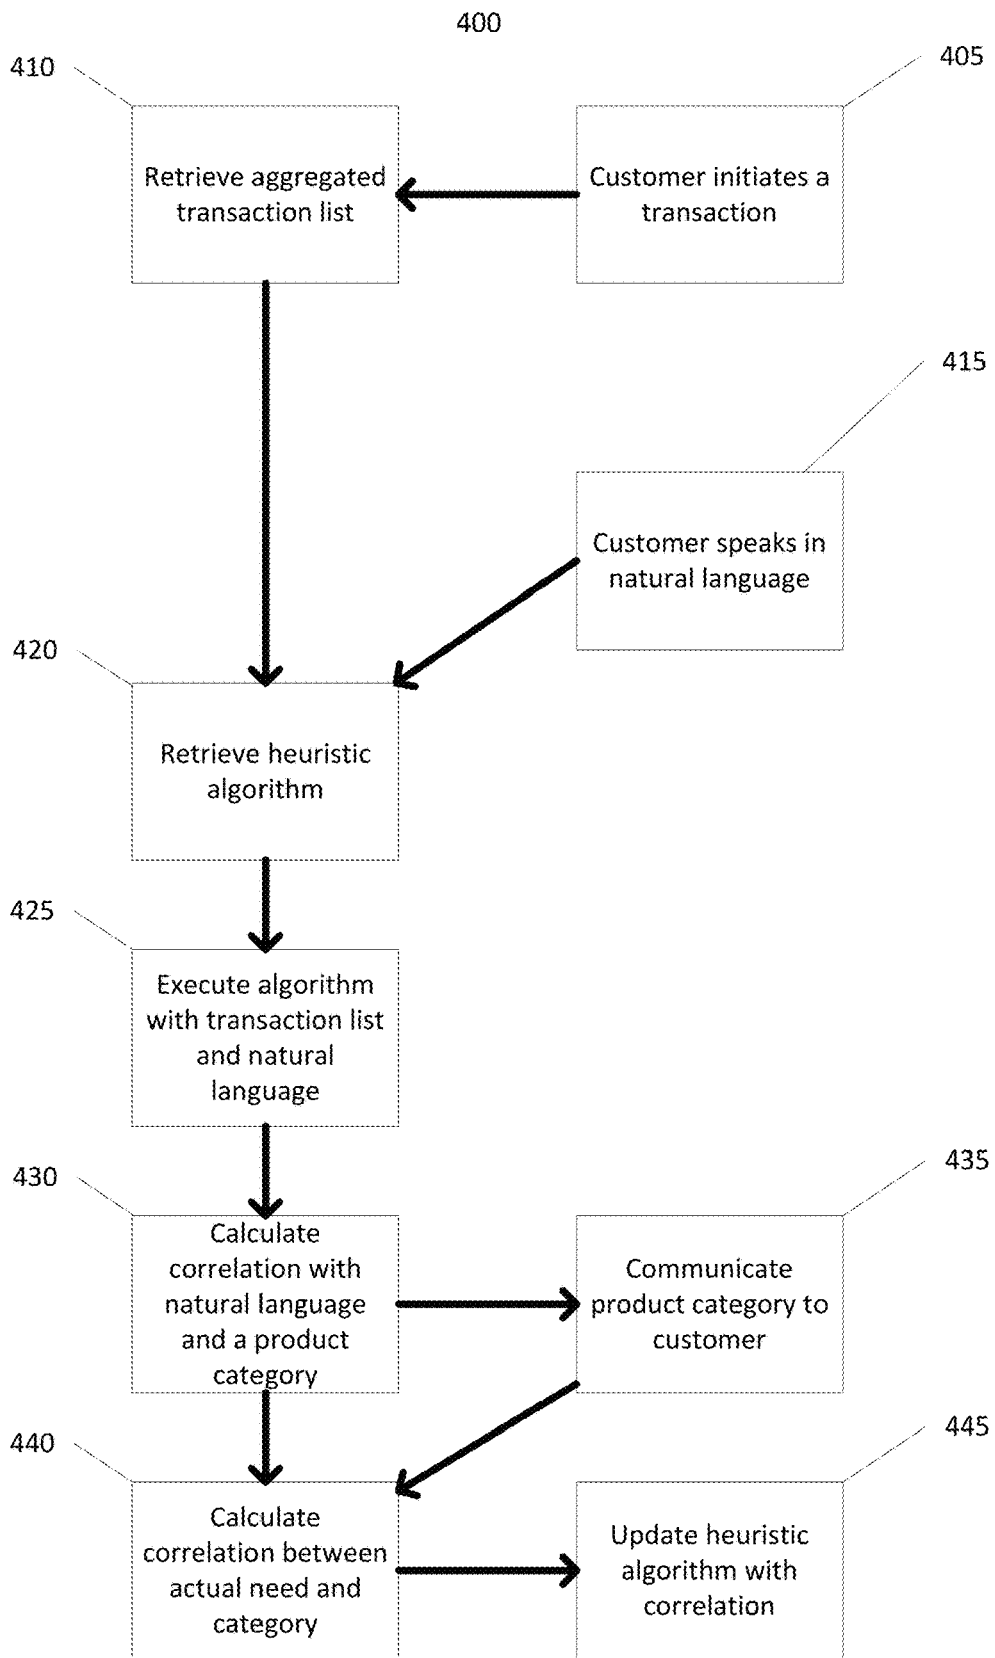 400
410
405
Retrieve aggregated
transaction list
Customer initiates a
transaction
415
Customer speaks in
natural language
420
Retrieve heuristic
algorithm
425
Execute algorithm
with transaction list
and natural
language
430
435
Calculate
correlation with
natural language
and a product
category
Communicate
product category to
customer
440
445
Calculate
correlation between
actual need and
category
Update heuristic
algorithm with
correlation